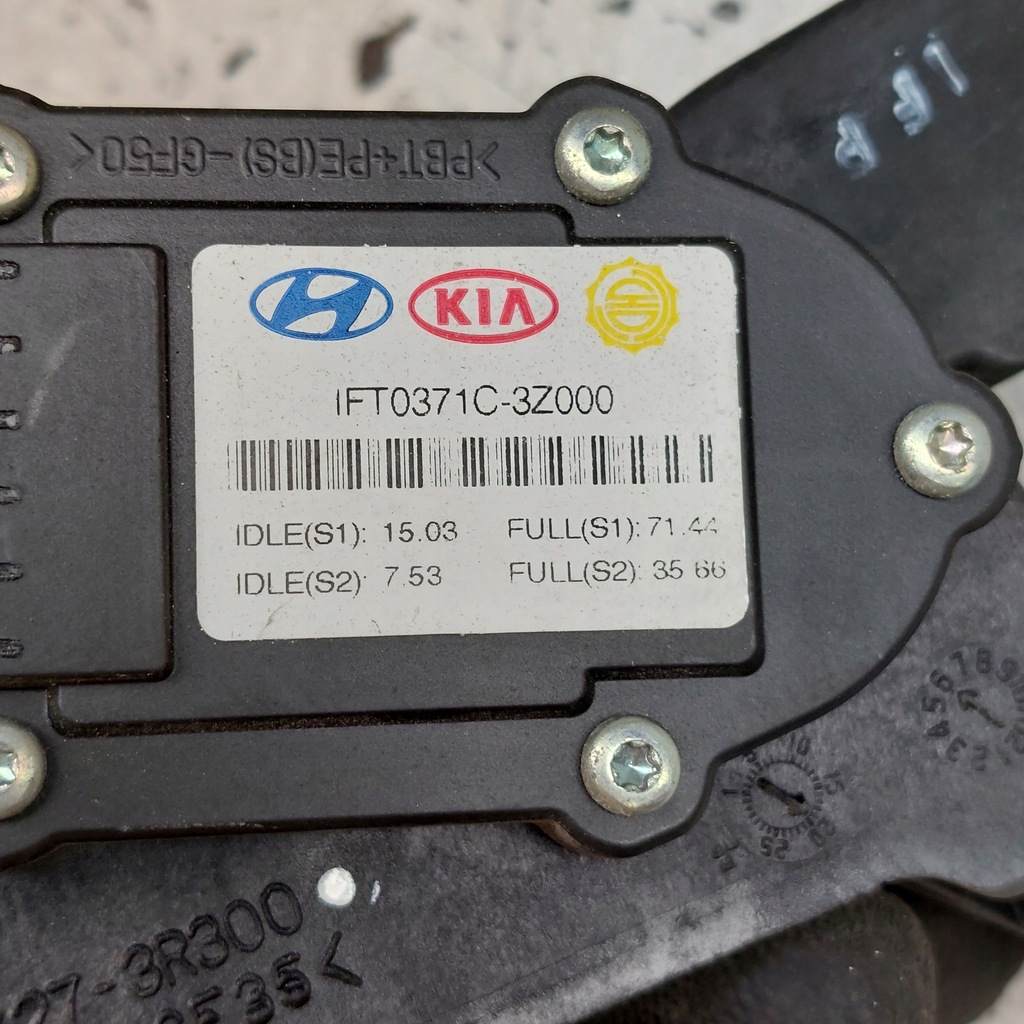 >PBT+PE(BS)-GF50<
KIA
IFT0371C-3Z000
IDLE(S1): 15.03 FULL(S1): 71.44
IDLE(S2): 7.53 FULL(S2): 35.66
27-3R300